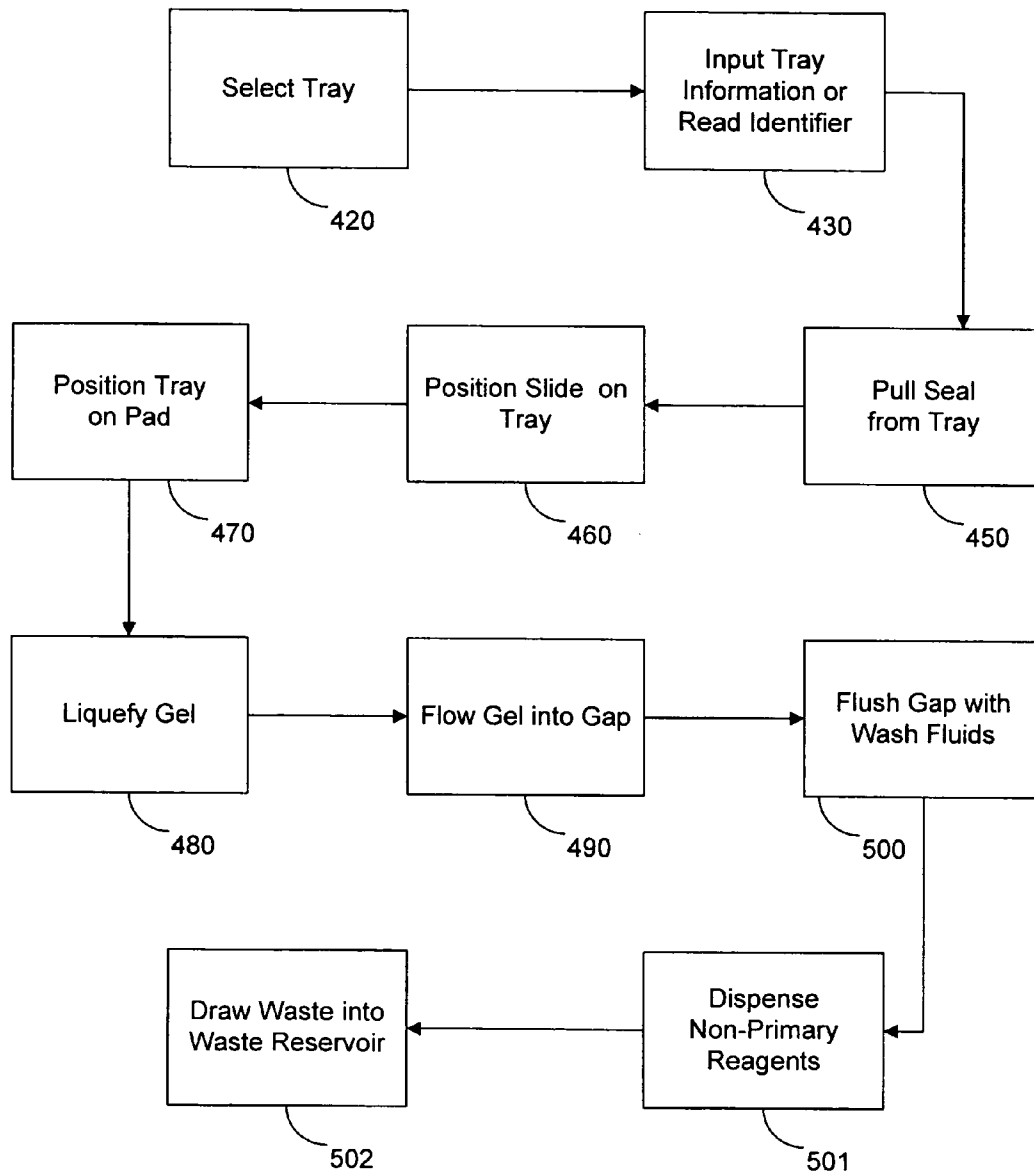 Select Tray
420
Input Tray
Information or
Read Identifier
430
Pull Seal
from Tray
450
Position Slide on
Tray
460
Position Tray
on Pad
470
Liquefy Gel
480
Flow Gel into Gap
490
Flush Gap with
Wash Fluids
500
Dispense
Non-Primary
Reagents
501
Draw Waste into
Waste Reservoir
502